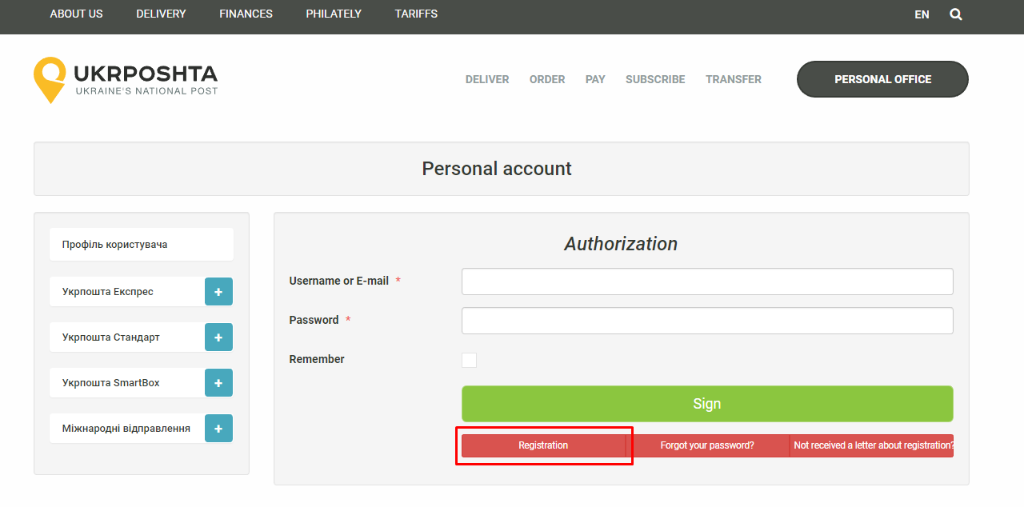 ABOUT US DELIVERY FINANCES PHILATELY TARIFFS EN
UKRPOSHTA
UKRAINE'S NATIONAL POST
DELIVER ORDER PAY SUBSCRIBE TRANSFER PERSONAL OFFICE
Personal account
Профіль користувача
Укрпошта Експрес +
Укрпошта Стандарт +
Укрпошта SmartBox +
Міжнародні відправлення +
Authorization
Username or E-mail *
Password *
Remember
Sign
Registration Forgot your password? Not received a letter about registration?